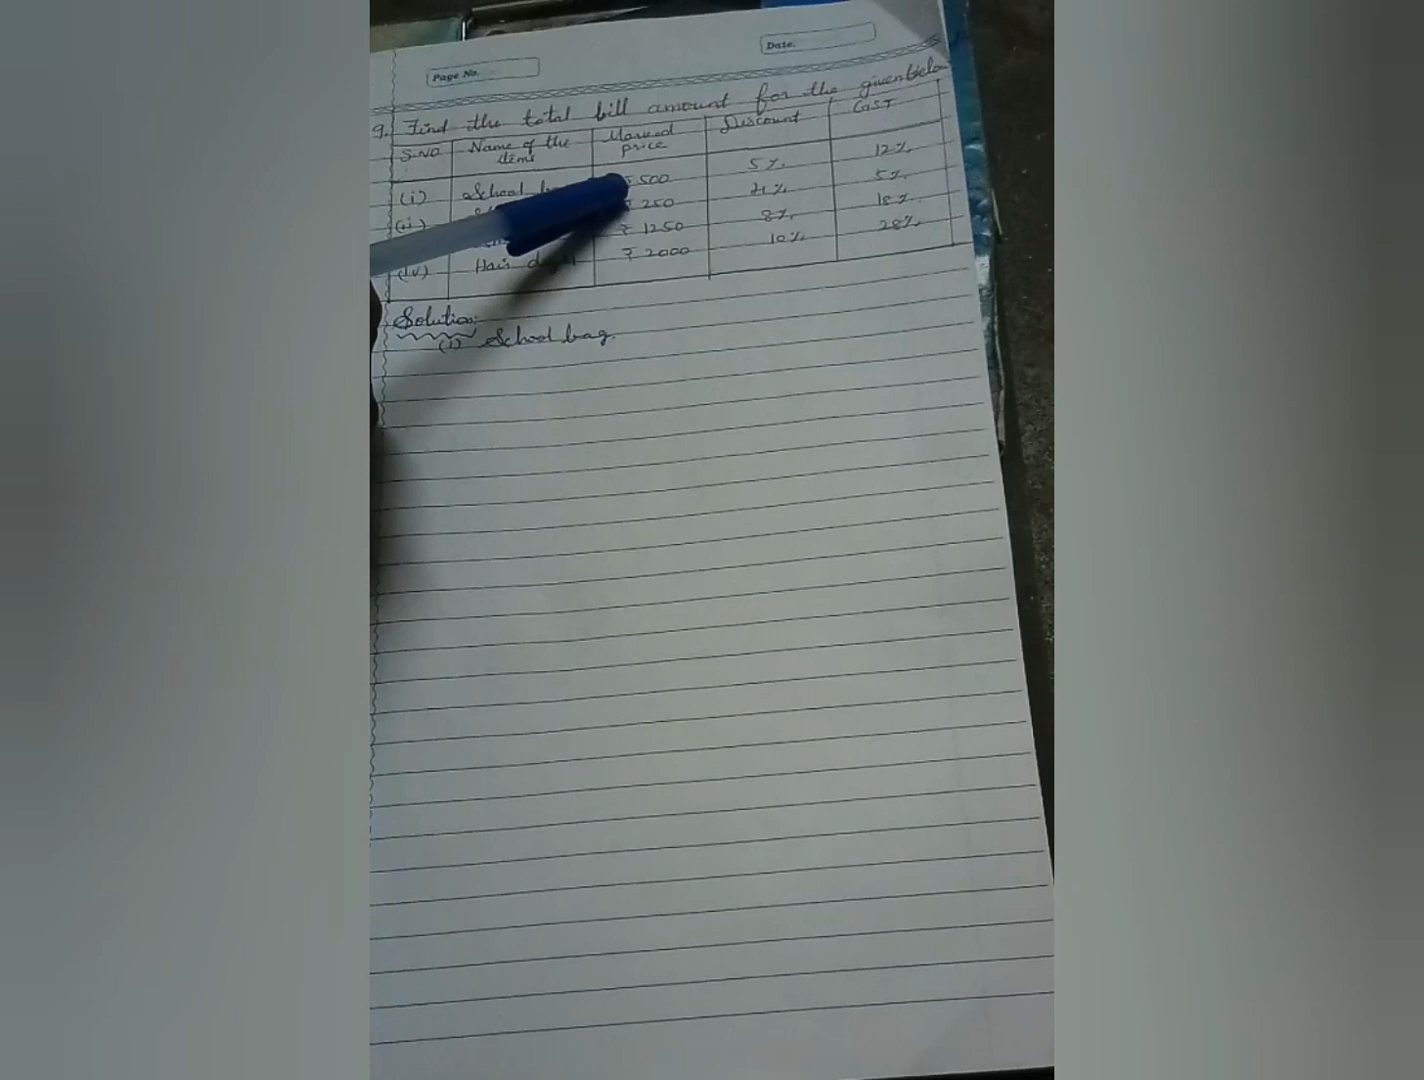 Page No.
Date.
9. Find the total bill amount for the given below
S.NO Name of the items Marked price Discount GST
(i) School ₹ 500 5% 12%
(ii) 250 4% 5%
₹ 1250 8% 18%
(iv) Hair ₹ 2000 10% 28%
Solution:
(i) School bag.